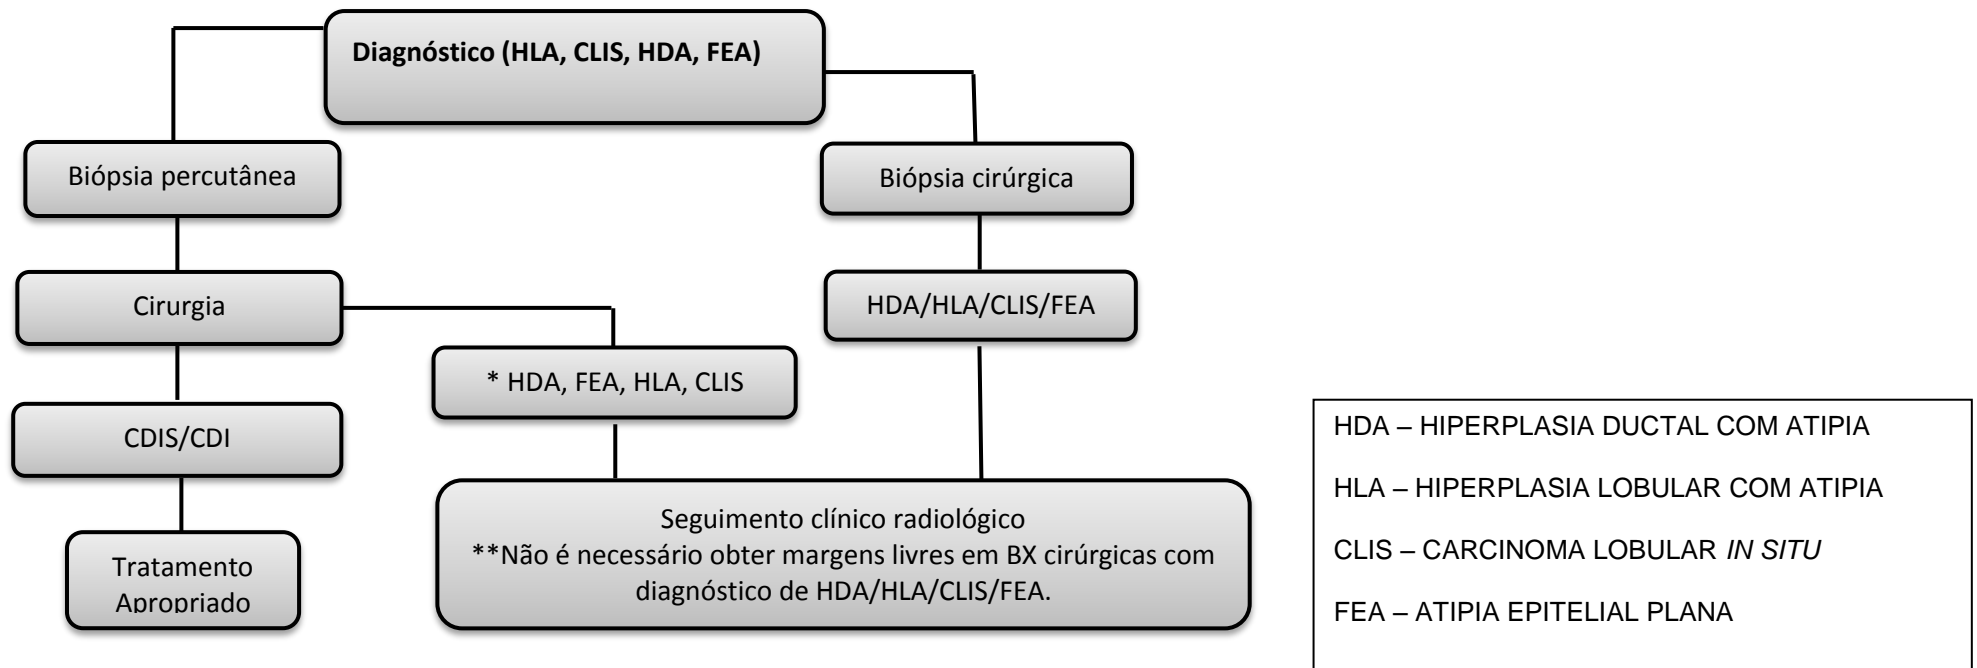 Diagnóstico (HLA, CLIS, HDA, FEA)
Biópsia percutânea
Biópsia cirúrgica
Cirurgia
HDA/HLA/CLIS/FEA
* HDA, FEA, HLA, CLIS
CDIS/CDI
Tratamento
Apropriado
Seguimento clínico radiológico
**Não é necessário obter margens livres em BX cirúrgicas com
diagnóstico de HDA/HLA/CLIS/FEA.
HDA – HIPERPLASIA DUCTAL COM ATIPIA
HLA – HIPERPLASIA LOBULAR COM ATIPIA
CLIS – CARCINOMA LOBULAR IN SITU
FEA – ATIPIA EPITELIAL PLANA